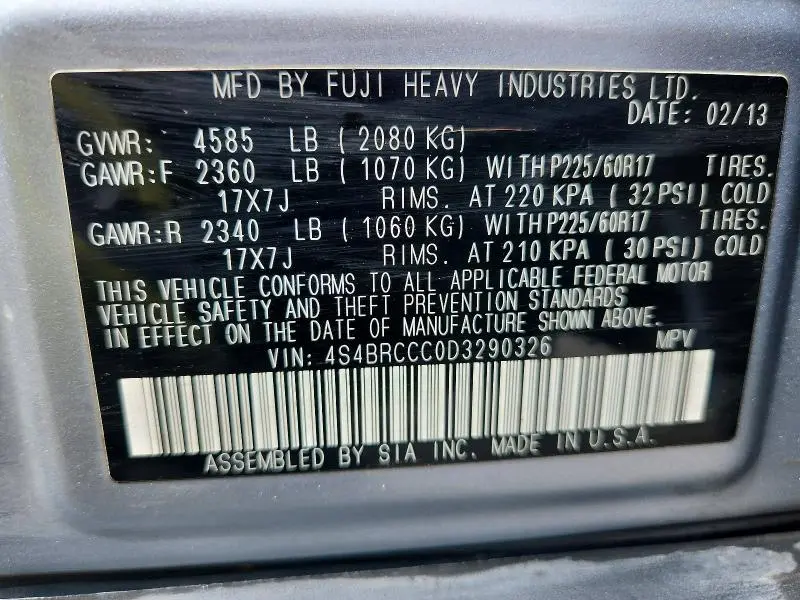 MFD BY FUJI HEAVY INDUSTRIES LTD.
DATE: 02/13
GVWR: 4585 LB ( 2080 KG)
GAWR:F 2360 LB ( 1070 KG) WITH P225/60R17 TIRES.
17X7J RIMS. AT 220 KPA ( 32 PSI) COLD
GAWR:R 2340 LB ( 1060 KG) WITH P225/60R17 TIRES.
17X7J RIMS. AT 210 KPA ( 30 PSI) COLD
THIS VEHICLE CONFORMS TO ALL APPLICABLE FEDERAL MOTOR
VEHICLE SAFETY AND THEFT PREVENTION STANDARDS
IN EFFECT ON THE DATE OF MANUFACTURE SHOWN ABOVE.
VIN: 4S4BRCCC0D3290326 MPV
ASSEMBLED BY SIA INC. MADE IN U.S.A.